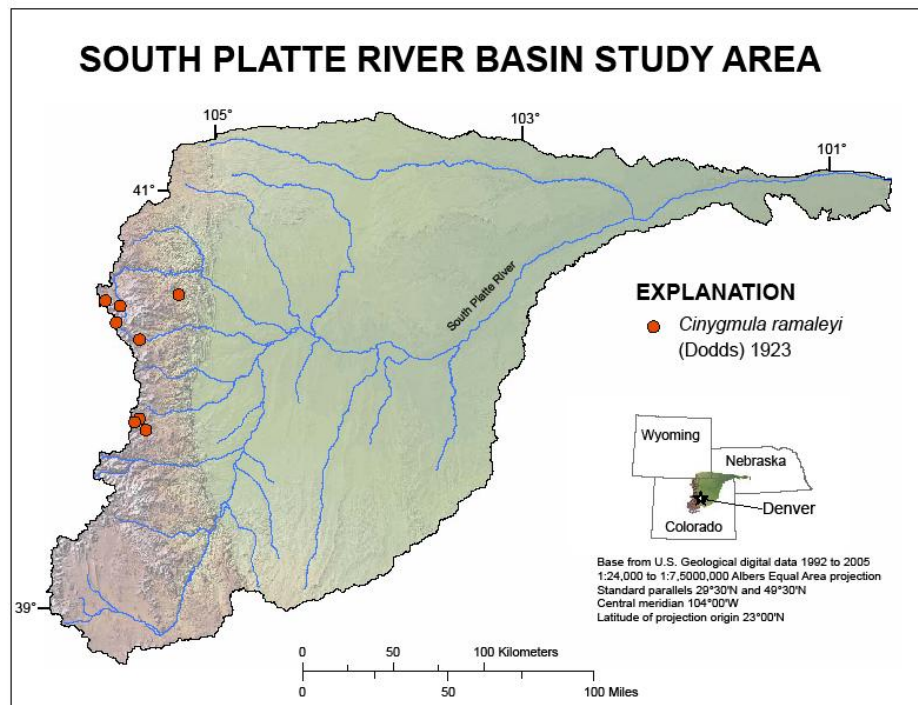 SOUTH PLATTE RIVER BASIN STUDY AREA
105°
103°
101°
41°
South Platte River
EXPLANATION
Cinygmula ramaleyi
(Dodds) 1923
Wyoming
Nebraska
Denver
Colorado
Base from U.S. Geological digital data 1992 to 2005
1:24,000 to 1:7,5000,000 Albers Equal Area projection
Standard parallels 29°30'N and 49°30'N
Central meridian 104°00'W
Latitude of projection origin 23°00'N
39°
0 50 100 Kilometers
0 50 100 Miles